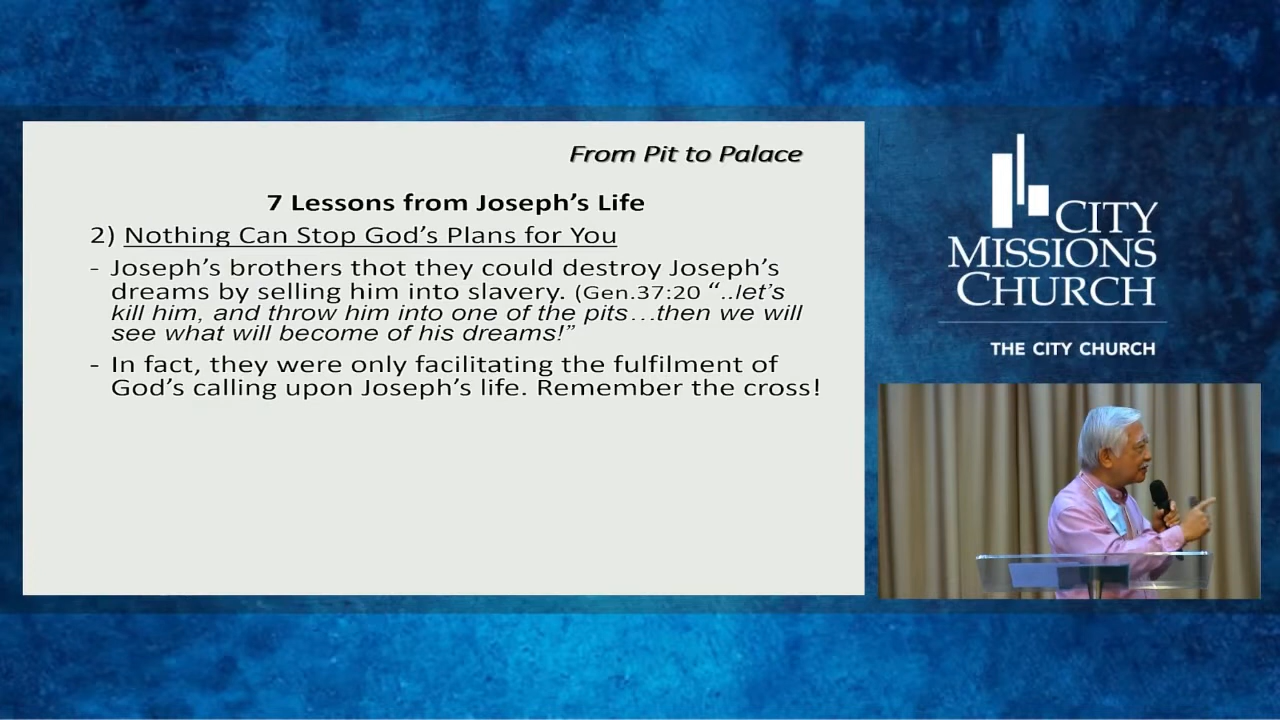 From Pit to Palace
7 Lessons from Joseph’s Life
2) Nothing Can Stop God’s Plans for You
- Joseph’s brothers thot they could destroy Joseph’s
dreams by selling him into slavery. (Gen.37:20 “..let’s
kill him, and throw him into one of the pits…then we will
see what will become of his dreams!”
- In fact, they were only facilitating the fulfilment of
God’s calling upon Joseph’s life. Remember the cross!
CITY
MISSIONS
CHURCH
THE CITY CHURCH